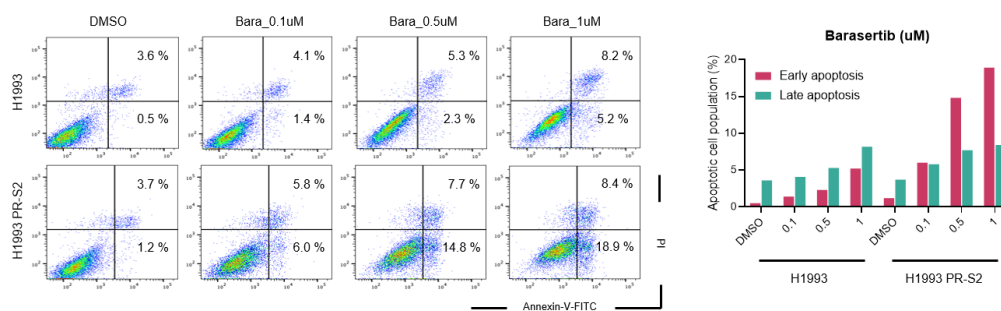 DMSO
Bara_0.1uM
Bara_0.5uM
Bara_1uM
H1993
3.6 %
0.5 %
4.1 %
1.4 %
5.3 %
2.3 %
8.2 %
5.2 %
H1993 PR-S2
3.7 %
1.2 %
5.8 %
6.0 %
7.7 %
14.8 %
8.4 %
18.9 %
PI
Annexin-V-FITC
Barasertib (uM)
Early apoptosis
Late apoptosis
Apoptotic cell population (%)
20
15
10
5
0
DMSO
0.1
0.5
1
DMSO
0.1
0.5
1
H1993
H1993 PR-S2